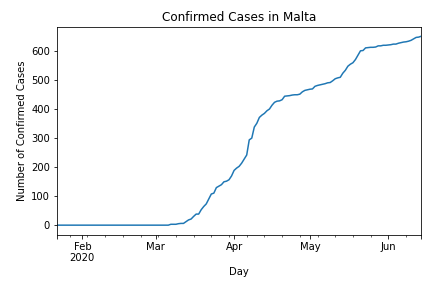 Confirmed Cases in Malta
Number of Confirmed Cases
600
500
400
300
200
100
0
Feb
2020
Mar
Apr
May
Jun
Day